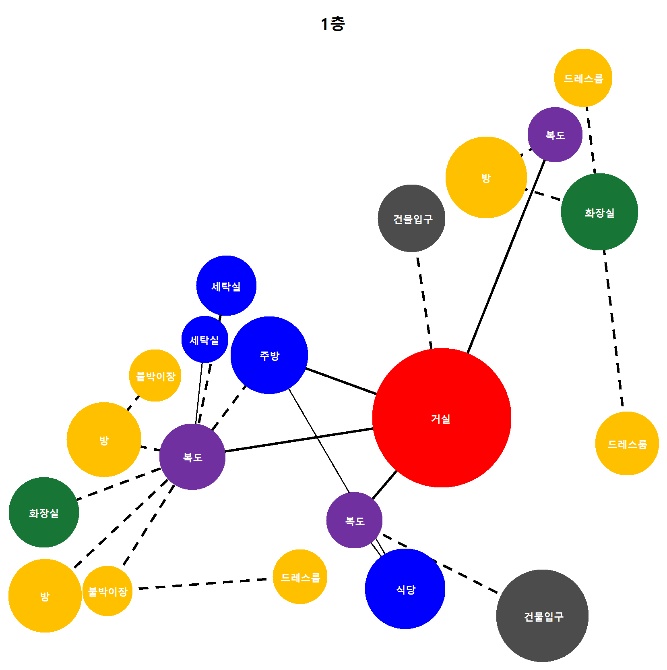 1층
드레스룸
복도
방
화장실
건물입구
세탁실
세탁실
주방
붙박이장
방
거실
복도
드레스룸
화장실
복도
드레스룸
식당
붙박이장
방
건물입구